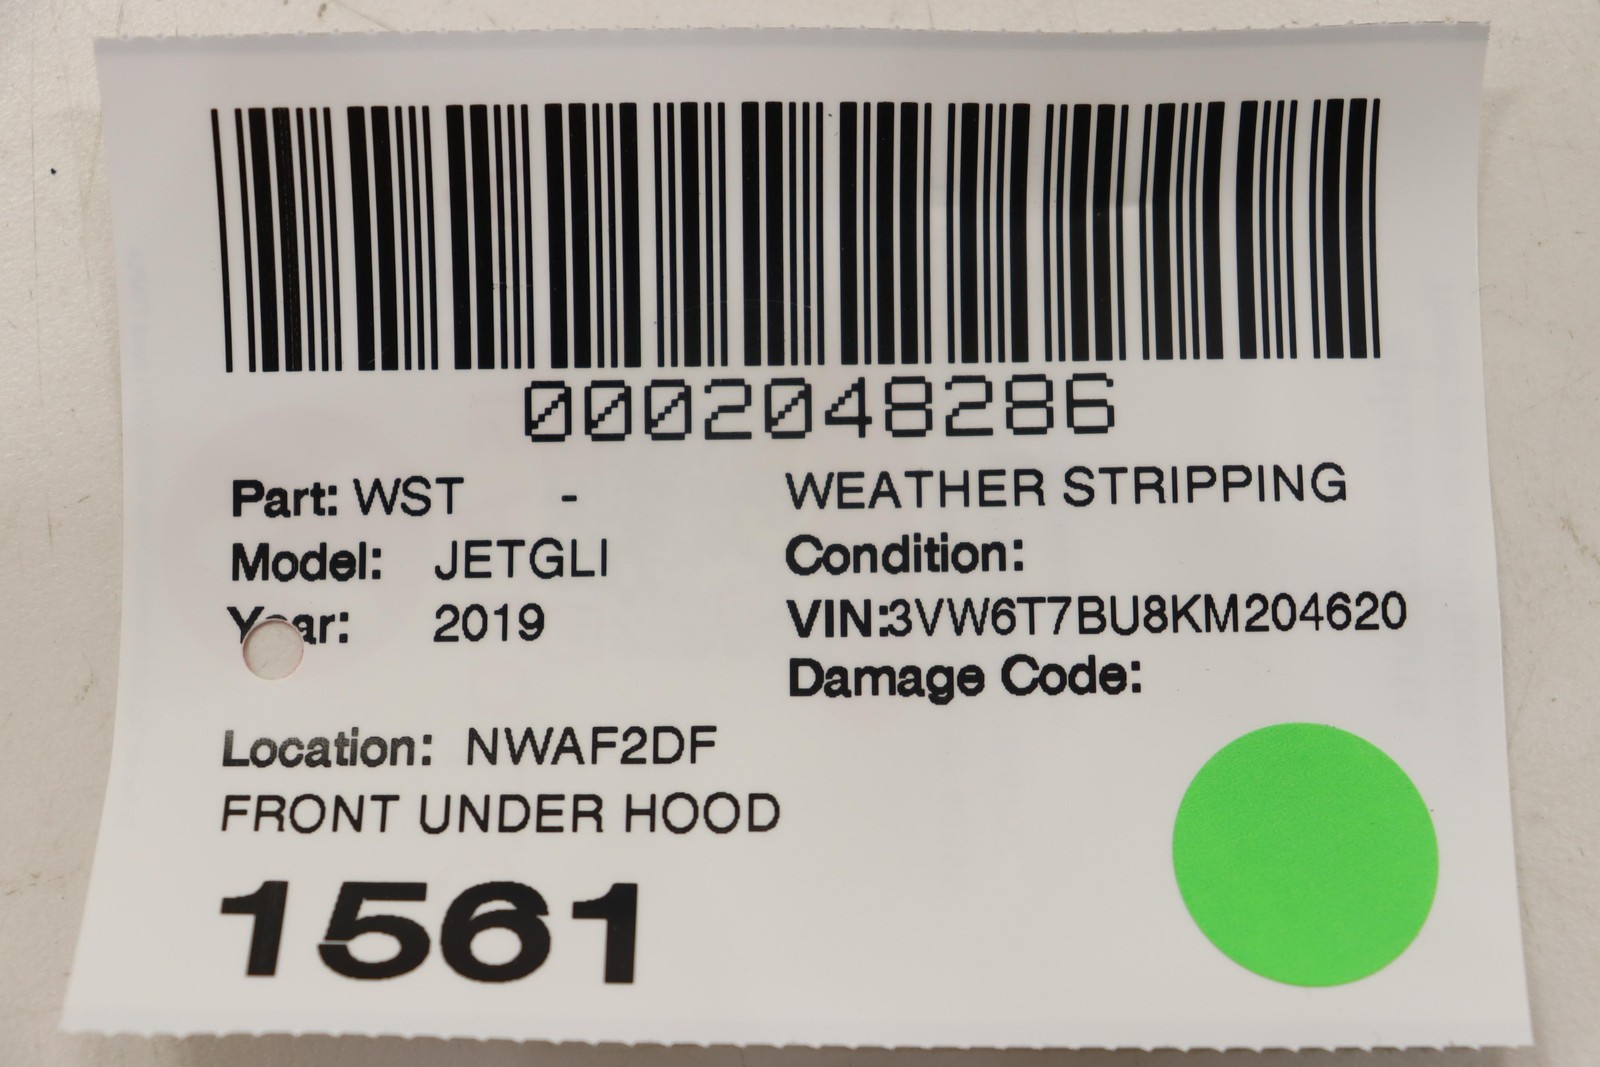 0002048286
Part: WST - WEATHER STRIPPING
Model: JETGLI Condition:
Year: 2019 VIN:3VW6T7BU8KM204620
Damage Code:
Location: NWAF2DF
FRONT UNDER HOOD
1561